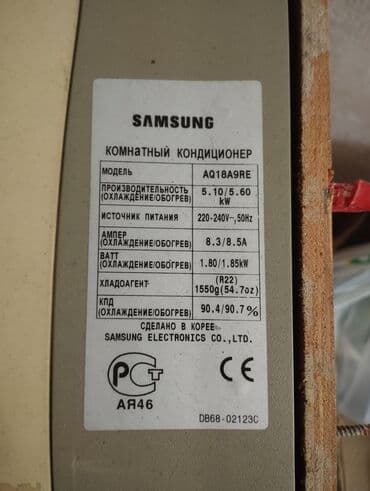 SAMSUNG
КОМНАТНЫЙ КОНДИЦИОНЕР
МОДЕЛЬ AQ18A9RE
ПРОИЗВОДИТЕЛЬНОСТЬ (ОХЛАЖДЕНИЕ/ОБОГРЕВ) 5.10/5.60 kW
ИСТОЧНИК ПИТАНИЯ 220-240V~,50Hz
АМПЕР (ОХЛАЖДЕНИЕ/ОБОГРЕВ) 8.3/8.5A
ВАТТ (ОХЛАЖДЕНИЕ/ОБОГРЕВ) 1.80/1.85kW
ХЛАДОАГЕНТ (R22) 1550g(54.7oz)
КПД (ОХЛАЖДЕНИЕ/ОБОГРЕВ) 90.4/90.7%
СДЕЛАНО В КОРЕЕ
SAMSUNG ELECTRONICS CO.,LTD.
РСТ CE
АЯ46
DB68-02123C